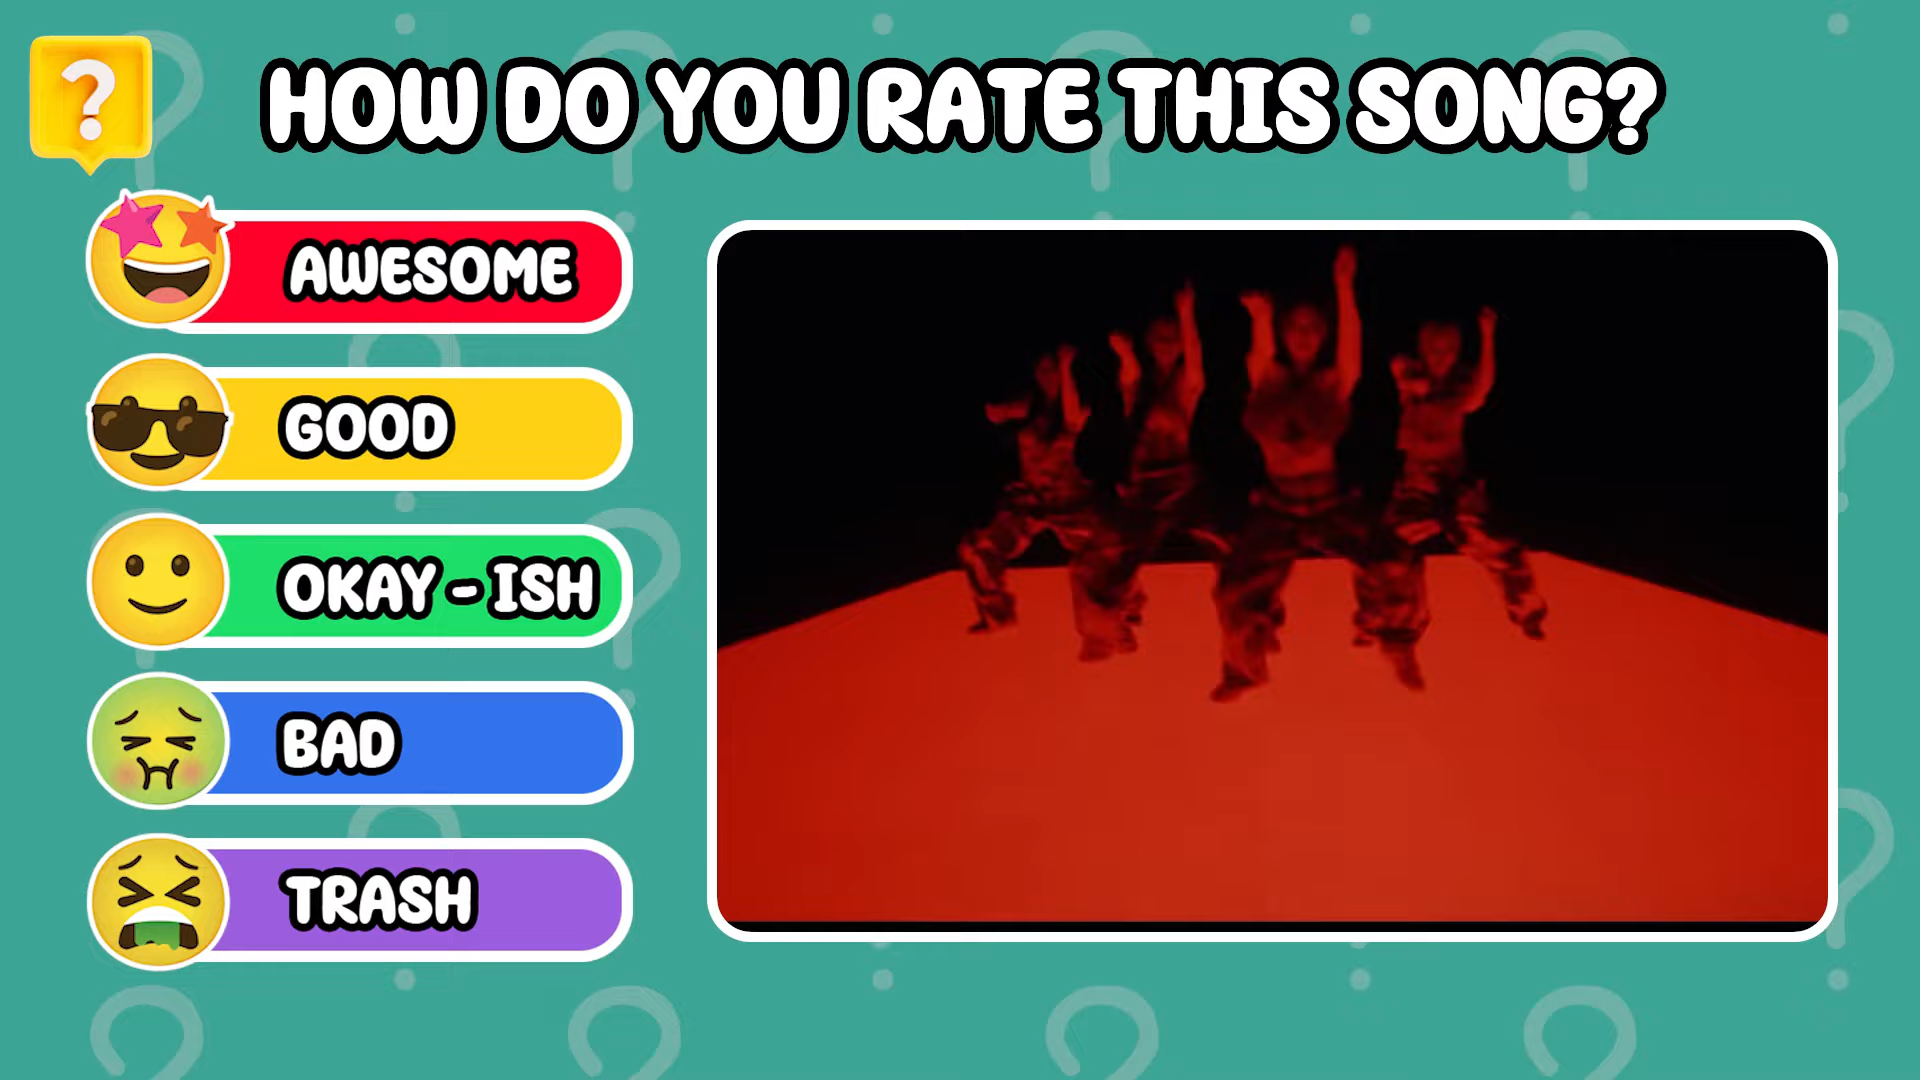 ?
HOW DO YOU RATE THIS SONG?
AWESOME
GOOD
OKAY - ISH
BAD
TRASH